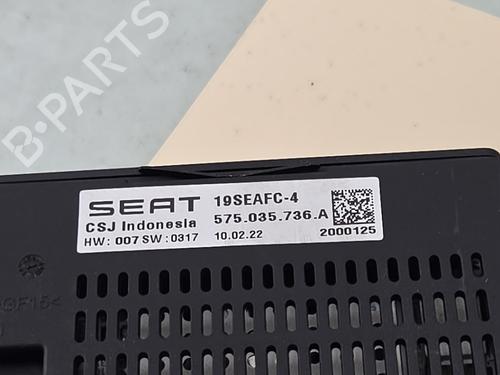 B-PARTS
SEAT 19SEAFC-4
CSJ Indonesia 575.035.736.A
HW: 007 SW: 0317 10.02.22 2000125